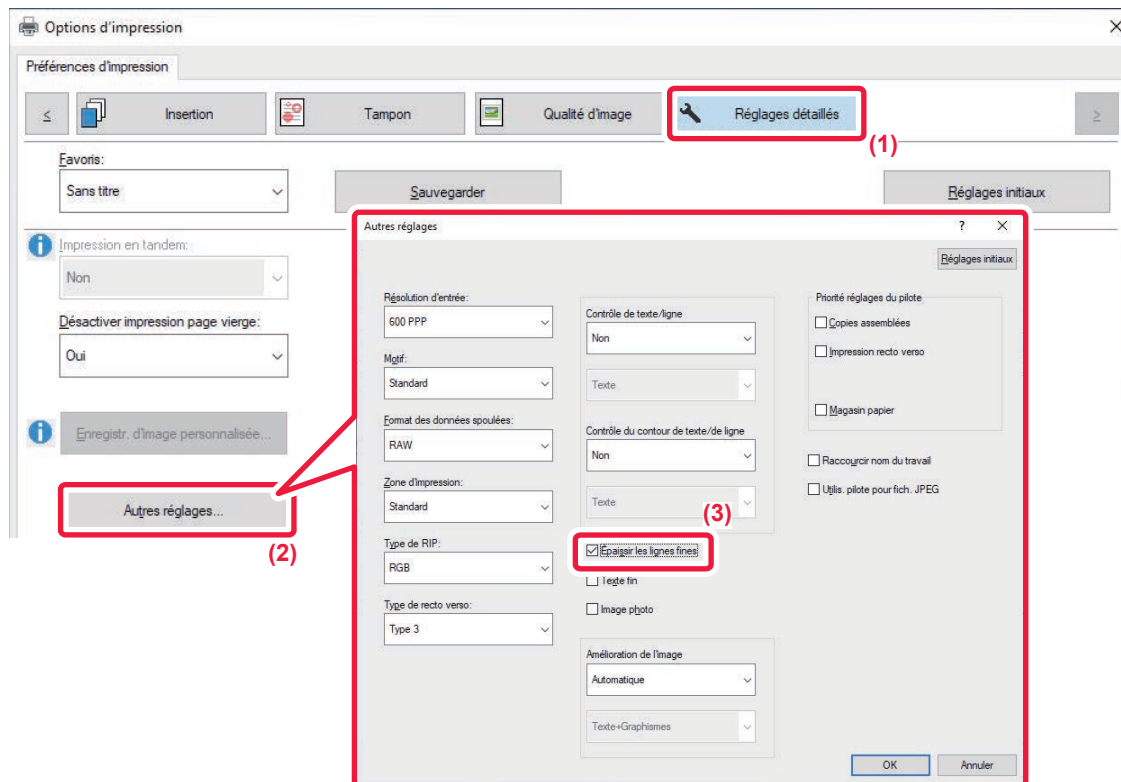 Options d'impression
Préférences d'impression
<
Insertion
Tampon
Qualité d'image
Réglages détaillés
>
(1)
Favoris:
Sans titre
Sauvegarder
Réglages initiaux
Impression en tandem:
Non
Désactiver impression page vierge:
Oui
Enregistr. d'image personnalisée...
Autres réglages...
(2)
Autres réglages
?
Réglages initiaux
Résolution d'entrée:
600 PPP
Motif:
Standard
Format des données spoulées:
RAW
Zone d'impression:
Standard
Type de RIP:
RGB
Type de recto verso:
Type 3
Contrôle de texte/ligne
Non
Texte
Contrôle du contour de texte/de ligne
Non
Texte
(3)
Épaissir les lignes fines
Texte fin
Image photo
Amélioration de l'image
Automatique
Texte+Graphismes
Priorité réglages du pilote
Copies assemblées
Impression recto verso
Magasin papier
Raccourcir nom du travail
Utilis. pilote pour fich. JPEG
OK
Annuler